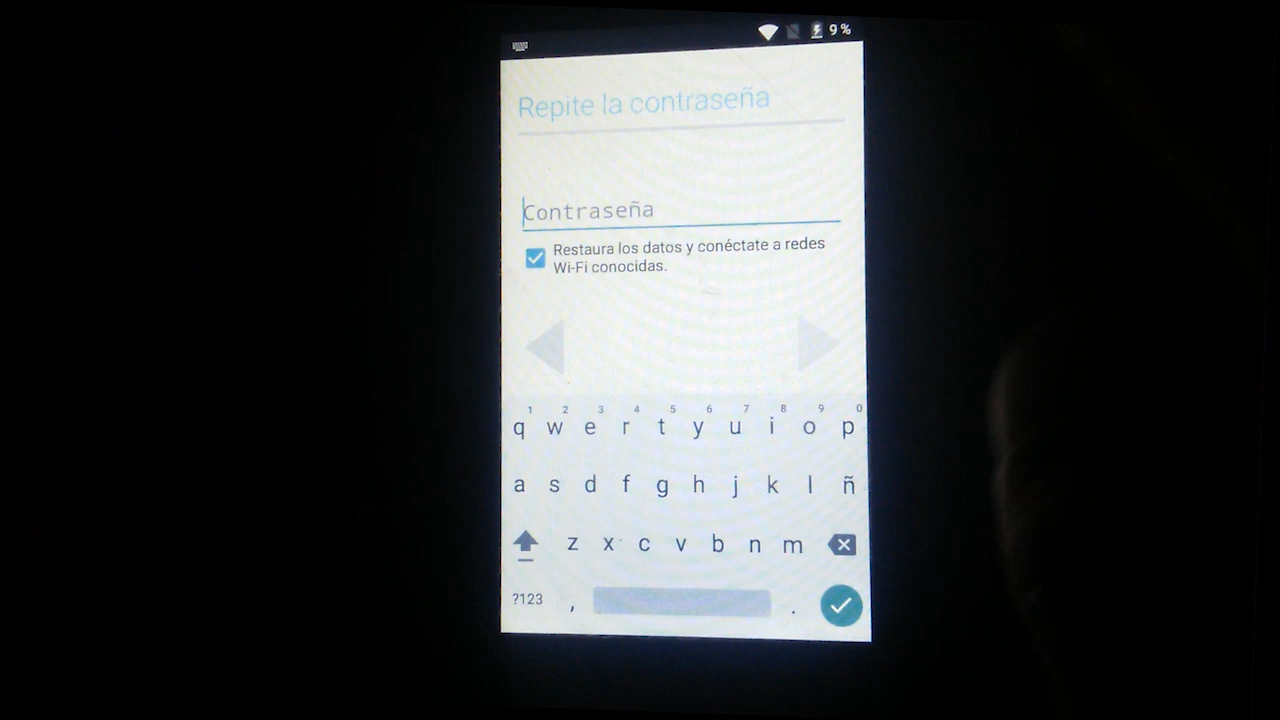 9 %
Repite la contraseña
Contraseña
Restaura los datos y conéctate a redes
Wi-Fi conocidas.
1 2 3 4 5 6 7 8 9 0
q w e r t y u i o p
a s d f g h j k l ñ
z x c v b n m
?123 , .